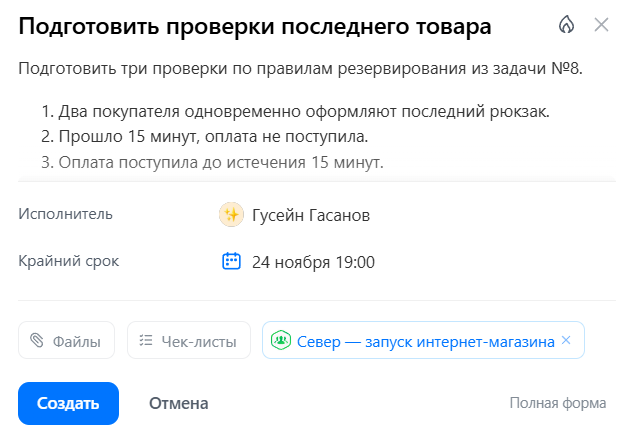 Подготовить проверки последнего товара
Подготовить три проверки по правилам резервирования из задачи №8.
1. Два покупателя одновременно оформляют последний рюкзак.
2. Прошло 15 минут, оплата не поступила.
3. Оплата поступила до истечения 15 минут.
Исполнитель
Гусейн Гасанов
Крайний срок
24 ноября 19:00
Файлы
Чек-листы
Север — запуск интернет-магазина
Создать
Отмена
Полная форма